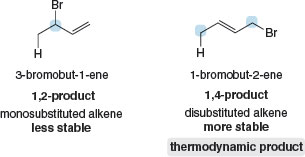 Br
H
3-bromobut-1-ene
1,2-product
monosubstituted alkene
less stable
Br
H
1-bromobut-2-ene
1,4-product
disubstituted alkene
more stable
thermodynamic product